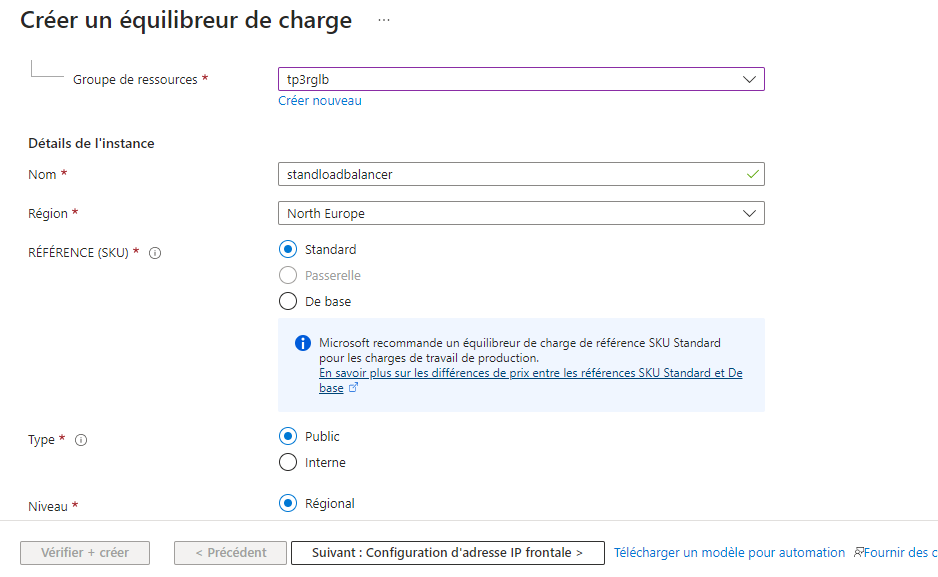 Créer un équilibreur de charge ...
Groupe de ressources *
tp3rglb
Créer nouveau
Détails de l'instance
Nom *
standloadbalancer
Région *
North Europe
RÉFÉRENCE (SKU) *
Standard
Passerelle
De base
Microsoft recommande un équilibreur de charge de référence SKU Standard
pour les charges de travail de production.
En savoir plus sur les différences de prix entre les références SKU Standard et De
base
Type *
Public
Interne
Niveau *
Régional
Vérifier + créer
< Précédent
Suivant : Configuration d'adresse IP frontale >
Télécharger un modèle pour automation
Fournir des c